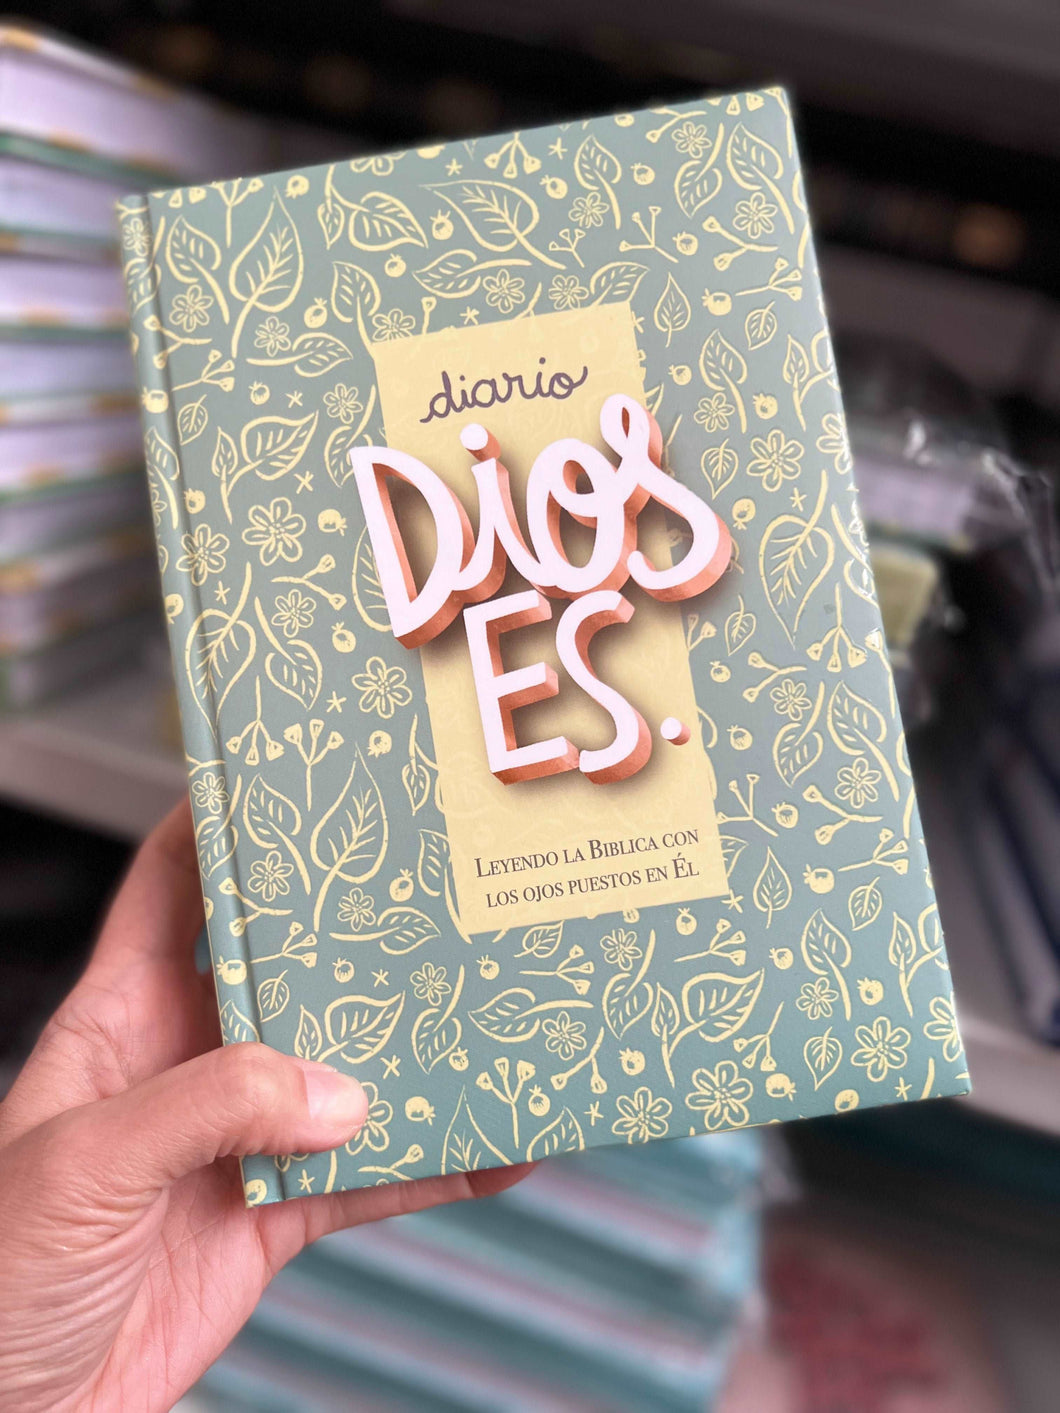 diario
Dios
ES.
LEYENDO LA BIBLICA CON
LOS OJOS PUESTOS EN ÉL